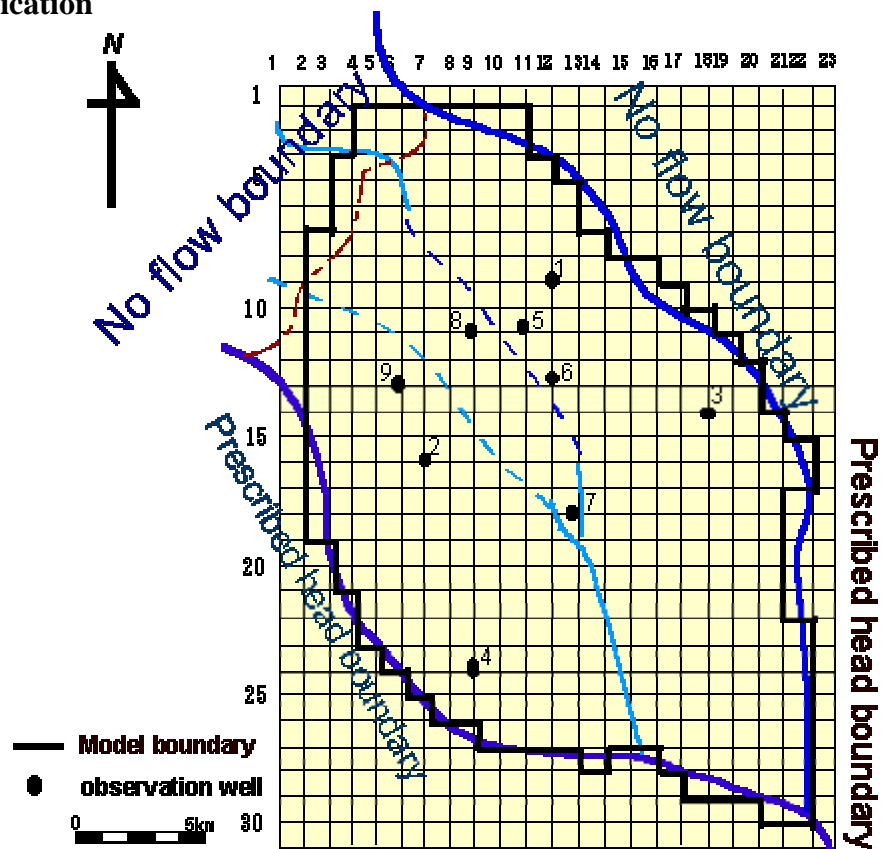 ication
N
1 2 3 4 5 6 7 8 9 10 11 12 13 14 15 16 17 18 19 20 21 22 23
1
10
15
20
25
30
No flow boundary
No flow boundary
1
8
5
9
6
3
2
7
4
Prescribed head boundary
Prescribed head boundary
Model boundary
observation well
0 5km